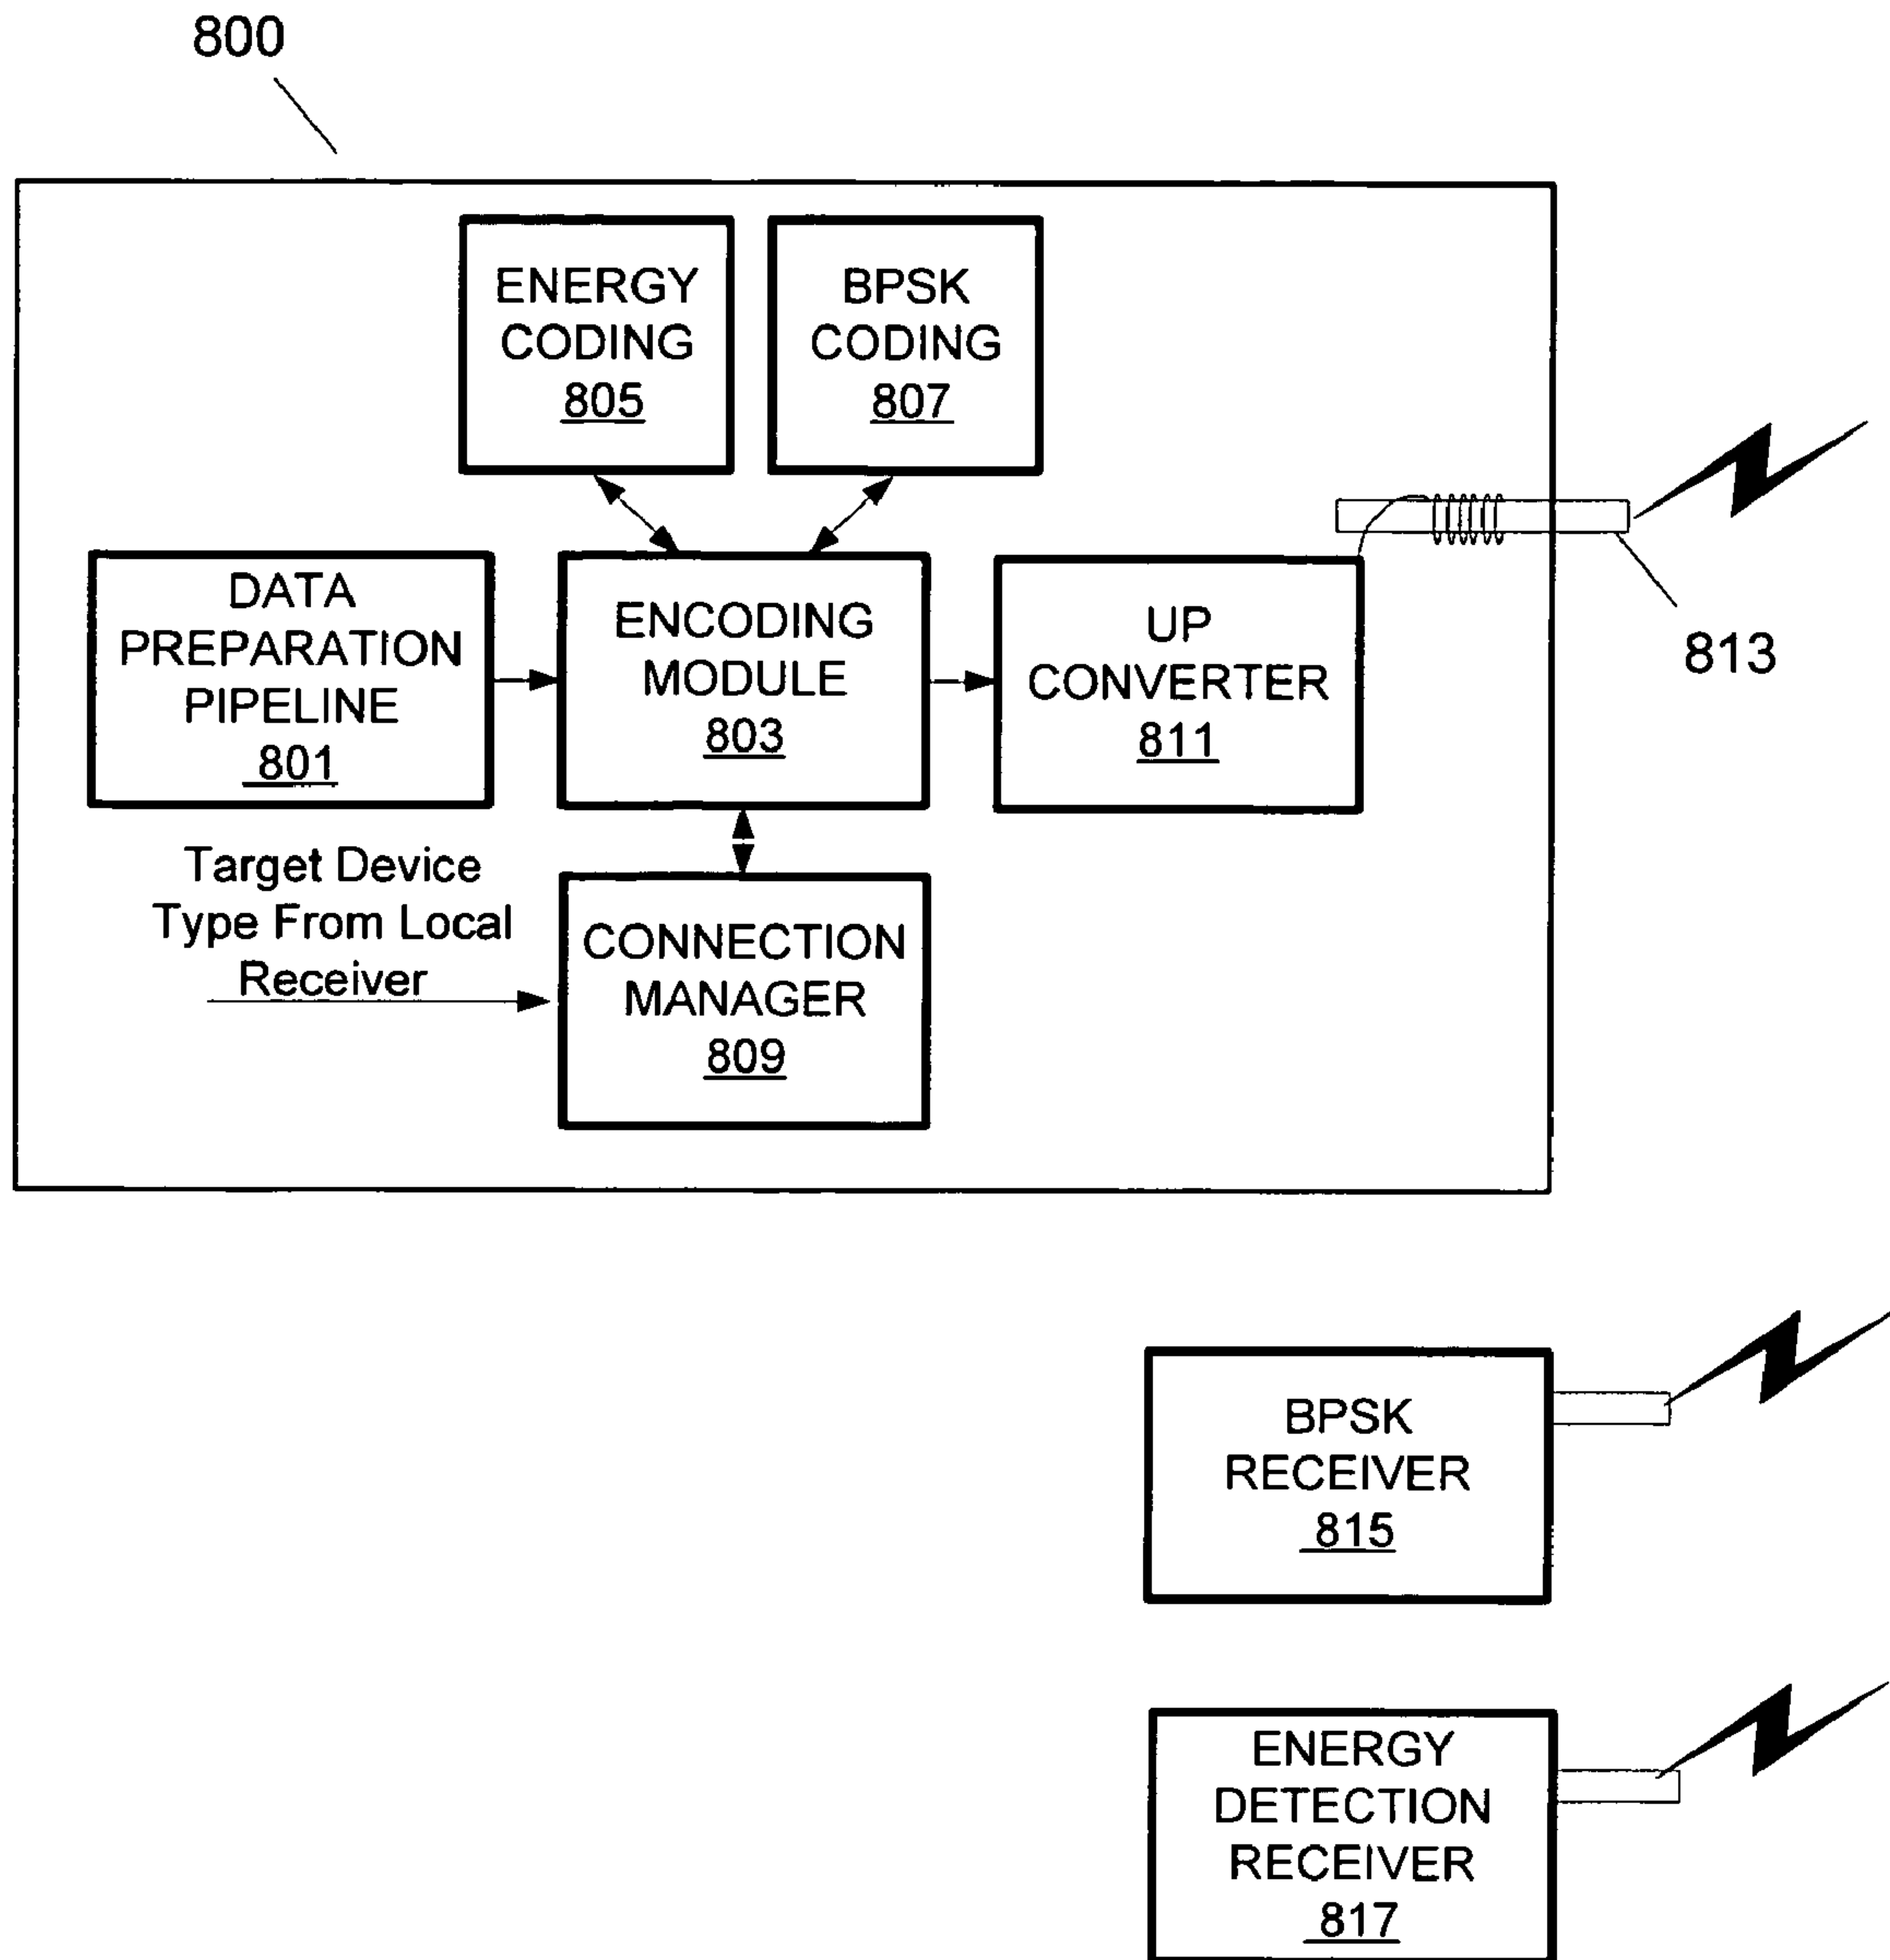 800
ENERGY
CODING
805
BPSK
CODING
807
DATA
PREPARATION
PIPELINE
801
ENCODING
MODULE
803
UP
CONVERTER
811
813
Target Device
Type From Local
Receiver
CONNECTION
MANAGER
809
BPSK
RECEIVER
815
ENERGY
DETECTION
RECEIVER
817